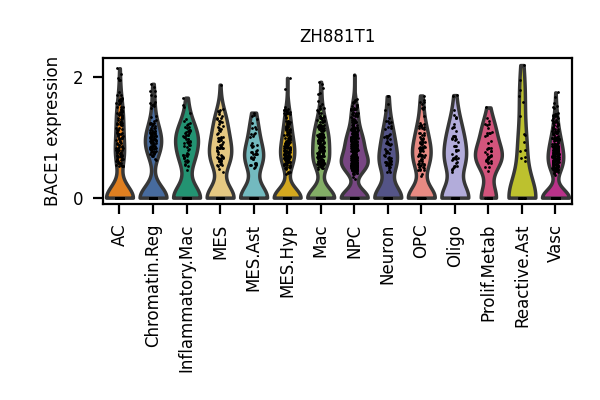 ZH881T1
BACE1 expression
2
0
AC
Chromatin.Reg
Inflammatory.Mac
MES
MES.Ast
MES.Hyp
Mac
NPC
Neuron
OPC
Oligo
Prolif.Metab
Reactive.Ast
Vasc